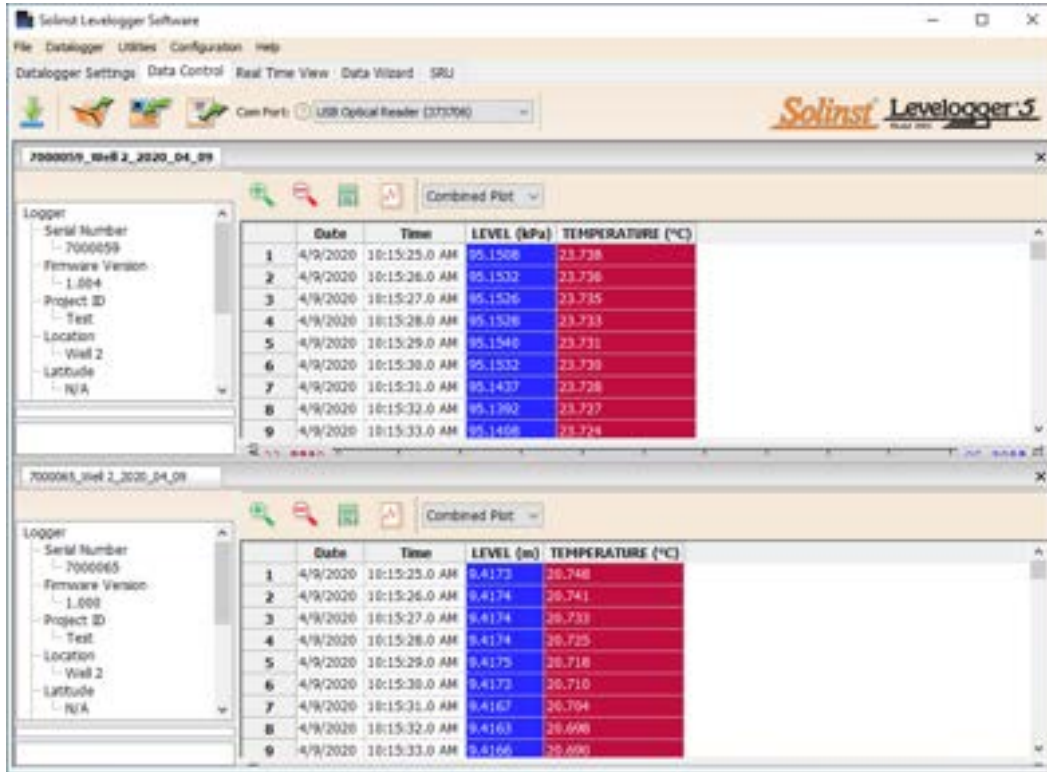 Solinst Levelogger Software
File Datalogger Utilities Configuration Help
Datalogger Settings Data Control Real Time View Data Wizard SRU
Com Port: USB Optical Reader (373706)
Solinst Levelogger 5
7000059_Well 2_2020_04_09
Combined Plot
Logger
Serial Number
7000059
Firmware Version
1.004
Project ID
Test
Location
Well 2
Latitude
N/A
Date Time LEVEL (kPa) TEMPERATURE (°C)
1 4/9/2020 10:15:25.0 AM 95.1508 23.738
2 4/9/2020 10:15:26.0 AM 95.1532 23.736
3 4/9/2020 10:15:27.0 AM 95.1526 23.735
4 4/9/2020 10:15:28.0 AM 95.1528 23.733
5 4/9/2020 10:15:29.0 AM 95.1540 23.731
6 4/9/2020 10:15:30.0 AM 95.1532 23.730
7 4/9/2020 10:15:31.0 AM 95.1437 23.728
8 4/9/2020 10:15:32.0 AM 95.1392 23.727
9 4/9/2020 10:15:33.0 AM 95.1408 23.724
7000065_Well 2_2020_04_09
Combined Plot
Logger
Serial Number
7000065
Firmware Version
1.000
Project ID
Test
Location
Well 2
Latitude
N/A
Date Time LEVEL (m) TEMPERATURE (°C)
1 4/9/2020 10:15:25.0 AM 9.4173 20.748
2 4/9/2020 10:15:26.0 AM 9.4174 20.741
3 4/9/2020 10:15:27.0 AM 9.4174 20.733
4 4/9/2020 10:15:28.0 AM 9.4174 20.725
5 4/9/2020 10:15:29.0 AM 9.4175 20.718
6 4/9/2020 10:15:30.0 AM 9.4173 20.710
7 4/9/2020 10:15:31.0 AM 9.4167 20.704
8 4/9/2020 10:15:32.0 AM 9.4163 20.698
9 4/9/2020 10:15:33.0 AM 9.4166 20.690